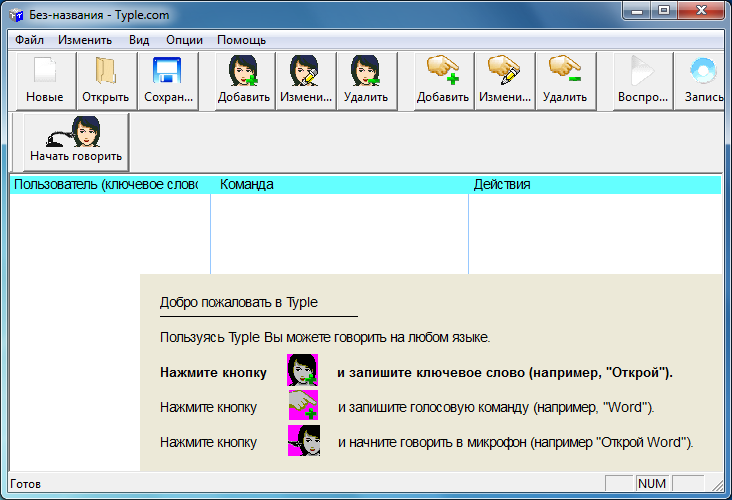 Без-названия - Typle.com
Файл Изменить Вид Опции Помощь
Новые Открыть Сохран... Добавить Измени... Удалить Добавить Измени... Удалить Воспро... Запись
Начать говорить
Пользователь (ключевое слово Команда Действия
Добро пожаловать в Typle
Пользуясь Typle Вы можете говорить на любом языке.
Нажмите кнопку и запишите ключевое слово (например, "Открой").
Нажмите кнопку и запишите голосовую команду (например, "Word").
Нажмите кнопку и начните говорить в микрофон (например "Открой Word").
Готов NUM